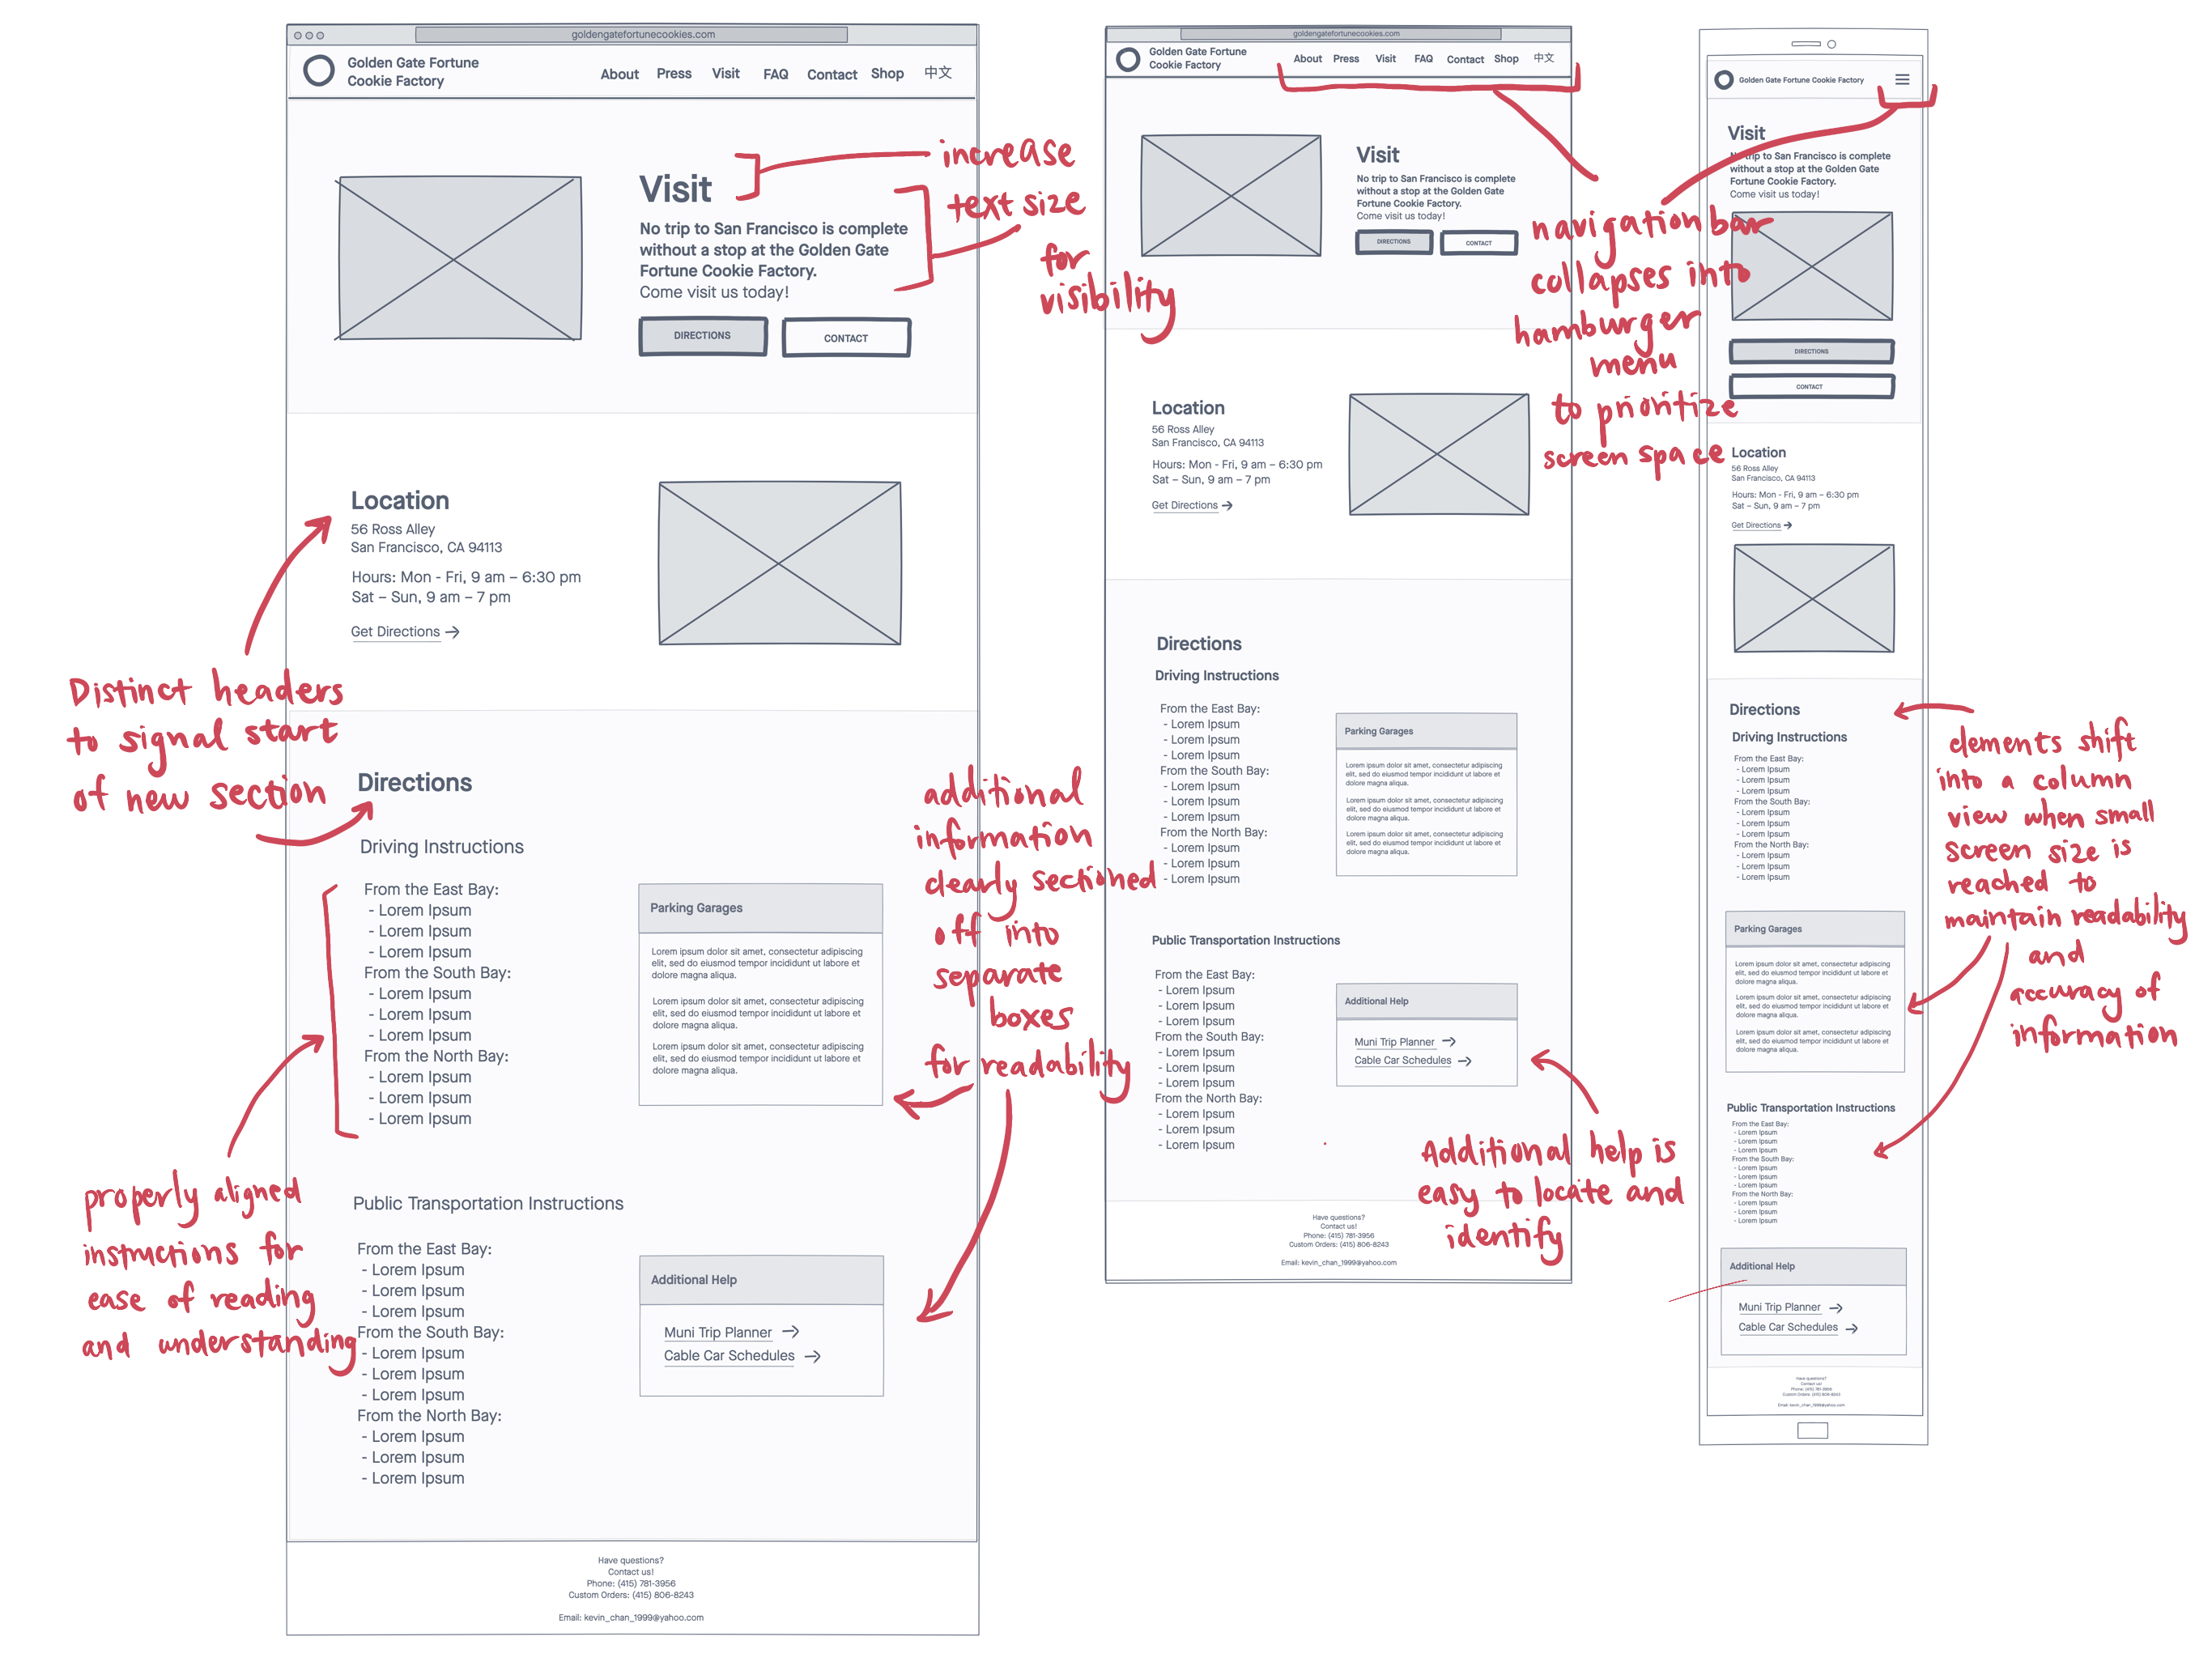 goldengatefortunecookies.com
Golden Gate Fortune
Cookie Factory
About Press Visit FAQ Contact Shop 中文
Visit
No trip to San Francisco is complete
without a stop at the Golden Gate
Fortune Cookie Factory.
Come visit us today!
DIRECTIONS CONTACT
increase
text size
for
visibility
Location
56 Ross Alley
San Francisco, CA 94113
Hours: Mon - Fri, 9 am – 6:30 pm
Sat – Sun, 9 am – 7 pm
Get Directions
Distinct headers
to signal start
of new section
Directions
Driving Instructions
From the East Bay:
- Lorem Ipsum
- Lorem Ipsum
- Lorem Ipsum
From the South Bay:
- Lorem Ipsum
- Lorem Ipsum
- Lorem Ipsum
From the North Bay:
- Lorem Ipsum
- Lorem Ipsum
- Lorem Ipsum
properly aligned
instructions for
ease of reading
and understanding
Parking Garages
Lorem ipsum dolor sit amet, consectetur adipiscing
elit, sed do eiusmod tempor incididunt ut labore et
dolore magna aliqua.
Lorem ipsum dolor sit amet, consectetur adipiscing
elit, sed do eiusmod tempor incididunt ut labore et
dolore magna aliqua.
Lorem ipsum dolor sit amet, consectetur adipiscing
elit, sed do eiusmod tempor incididunt ut labore et
dolore magna aliqua.
additional
information
clearly sectioned
off into
separate
boxes
for readability
Public Transportation Instructions
From the East Bay:
- Lorem Ipsum
- Lorem Ipsum
- Lorem Ipsum
From the South Bay:
- Lorem Ipsum
- Lorem Ipsum
- Lorem Ipsum
From the North Bay:
- Lorem Ipsum
- Lorem Ipsum
- Lorem Ipsum
Additional Help
Muni Trip Planner
Cable Car Schedules
Have questions?
Contact us!
Phone: (415) 781-3956
Custom Orders: (415) 806-8243
Email: kevin_chan_1999@yahoo.com
goldengatefortunecookies.com
Golden Gate Fortune
Cookie Factory
About Press Visit FAQ Contact Shop 中文
Visit
No trip to San Francisco is complete
without a stop at the Golden Gate
Fortune Cookie Factory.
Come visit us today!
DIRECTIONS CONTACT
navigation bar
collapses into
hamburger
menu
to prioritize
screen space
Location
56 Ross Alley
San Francisco, CA 94113
Hours: Mon - Fri, 9 am – 6:30 pm
Sat – Sun, 9 am – 7 pm
Get Directions
Directions
Driving Instructions
From the East Bay:
- Lorem Ipsum
- Lorem Ipsum
- Lorem Ipsum
From the South Bay:
- Lorem Ipsum
- Lorem Ipsum
- Lorem Ipsum
From the North Bay:
- Lorem Ipsum
- Lorem Ipsum
- Lorem Ipsum
Parking Garages
Lorem ipsum dolor sit amet, consectetur adipiscing
elit, sed do eiusmod tempor incididunt ut labore et
dolore magna aliqua.
Lorem ipsum dolor sit amet, consectetur adipiscing
elit, sed do eiusmod tempor incididunt ut labore et
dolore magna aliqua.
Lorem ipsum dolor sit amet, consectetur adipiscing
elit, sed do eiusmod tempor incididunt ut labore et
dolore magna aliqua.
Public Transportation Instructions
From the East Bay:
- Lorem Ipsum
- Lorem Ipsum
- Lorem Ipsum
From the South Bay:
- Lorem Ipsum
- Lorem Ipsum
- Lorem Ipsum
From the North Bay:
- Lorem Ipsum
- Lorem Ipsum
- Lorem Ipsum
Additional Help
Muni Trip Planner
Cable Car Schedules
Additional help is
easy to locate and
identify
Have questions?
Contact us!
Phone: (415) 781-3956
Custom Orders: (415) 806-8243
Email: kevin_chan_1999@yahoo.com
Golden Gate Fortune Cookie Factory
Visit
No trip to San Francisco is complete
without a stop at the Golden Gate
Fortune Cookie Factory.
Come visit us today!
DIRECTIONS
CONTACT
Location
56 Ross Alley
San Francisco, CA 94113
Hours: Mon - Fri, 9 am – 6:30 pm
Sat – Sun, 9 am – 7 pm
Get Directions
Directions
Driving Instructions
From the East Bay:
- Lorem Ipsum
- Lorem Ipsum
- Lorem Ipsum
From the South Bay:
- Lorem Ipsum
- Lorem Ipsum
- Lorem Ipsum
From the North Bay:
- Lorem Ipsum
- Lorem Ipsum
- Lorem Ipsum
elements shift
into a column
view when small
screen size is
reached to
maintain readability
and
accuracy of
information
Parking Garages
Lorem ipsum dolor sit amet, consectetur adipiscing
elit, sed do eiusmod tempor incididunt ut labore et
dolore magna aliqua.
Lorem ipsum dolor sit amet, consectetur adipiscing
elit, sed do eiusmod tempor incididunt ut labore et
dolore magna aliqua.
Lorem ipsum dolor sit amet, consectetur adipiscing
elit, sed do eiusmod tempor incididunt ut labore et
dolore magna aliqua.
Public Transportation Instructions
From the East Bay:
- Lorem Ipsum
- Lorem Ipsum
- Lorem Ipsum
From the South Bay:
- Lorem Ipsum
- Lorem Ipsum
- Lorem Ipsum
From the North Bay:
- Lorem Ipsum
- Lorem Ipsum
- Lorem Ipsum
Additional Help
Muni Trip Planner
Cable Car Schedules
Have questions?
Contact us!
Phone: (415) 781-3956
Custom Orders: (415) 806-8243
Email: kevin_chan_1999@yahoo.com